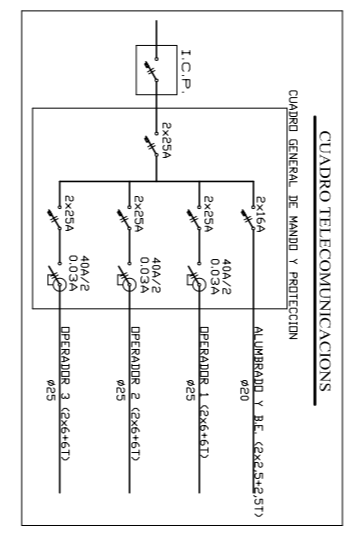 CUADRO TELECOMUNICACIONS
CUADRO GENERAL DE MANDO Y PROTECCION
I.C.P.
2x25A
2x16A
ALUMBRADO Y B.E. (2x2,5+2,5T)
Ø20
2x25A
40A/2
0.03A
OPERADOR 1 (2x6+6T)
Ø25
2x25A
40A/2
0.03A
OPERADOR 2 (2x6+6T)
Ø25
2x25A
40A/2
0.03A
OPERADOR 3 (2x6+6T)
Ø25